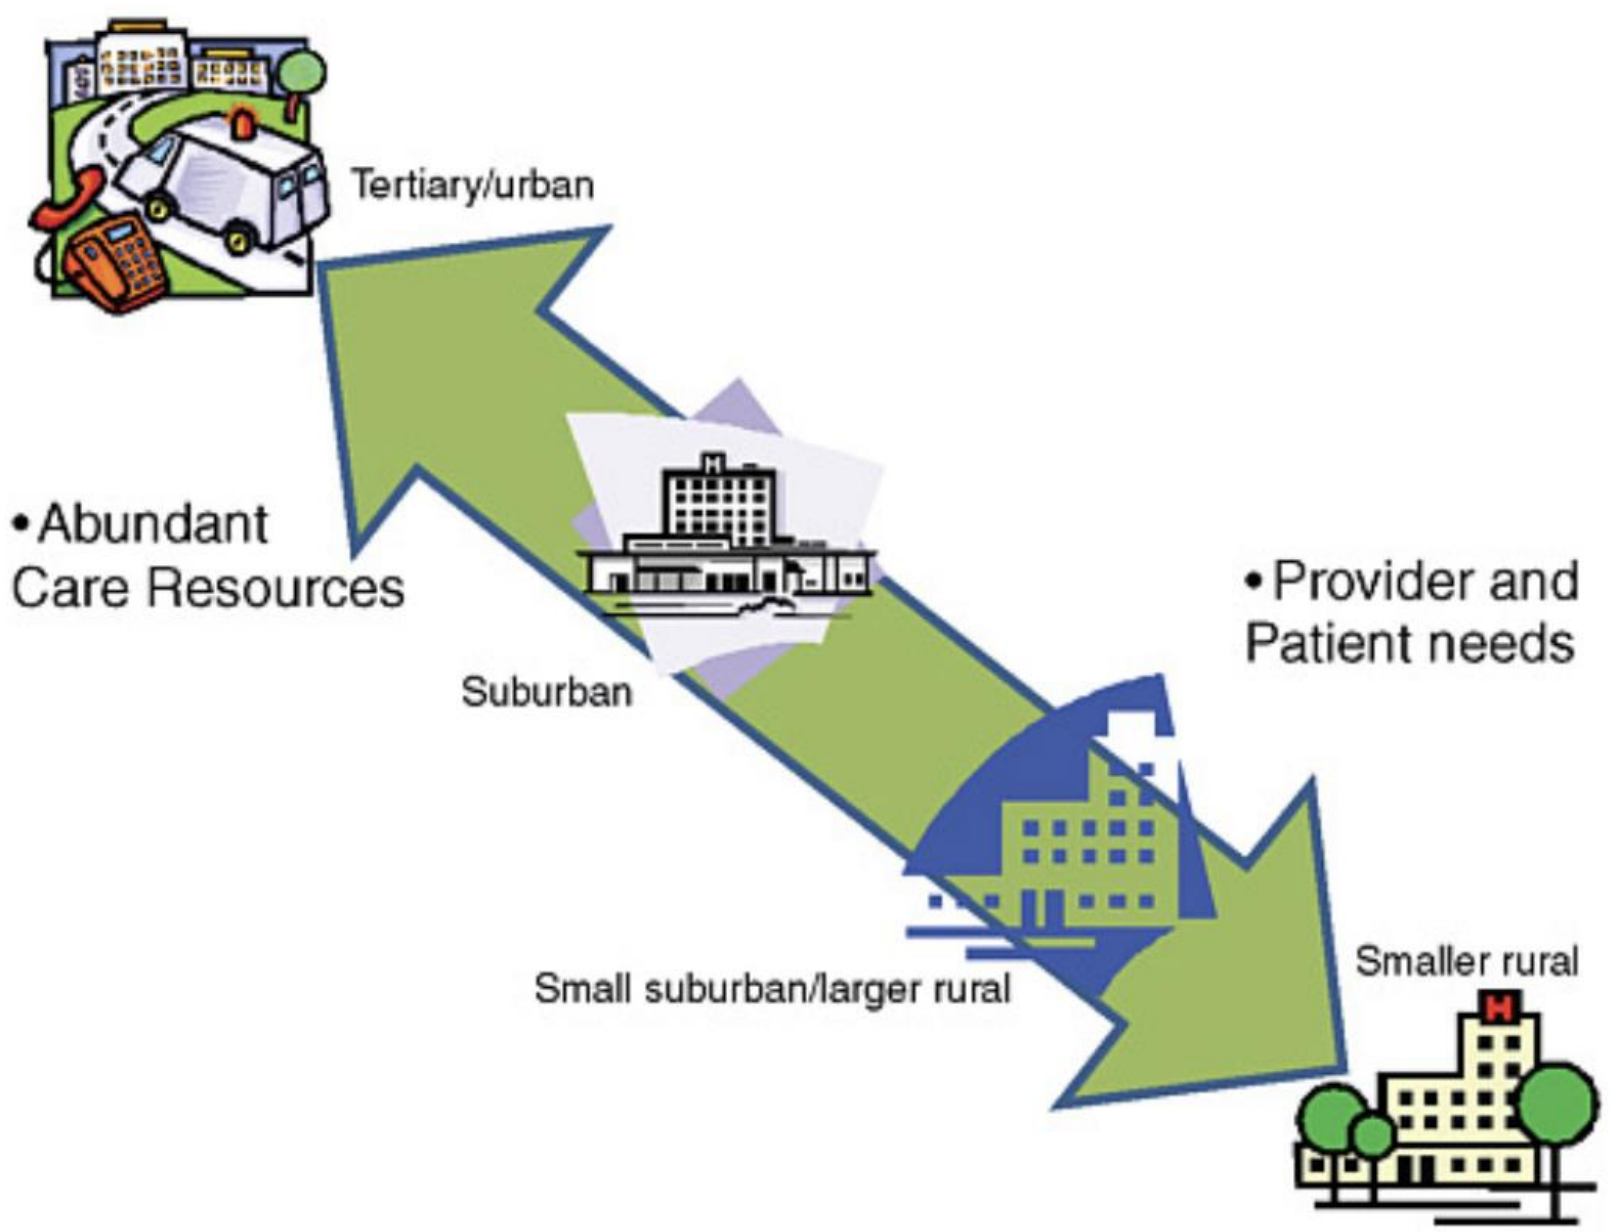 Tertiary/urban
• Abundant
Care Resources
• Provider and
Patient needs
Suburban
Small suburban/larger rural
Smaller rural
H
H